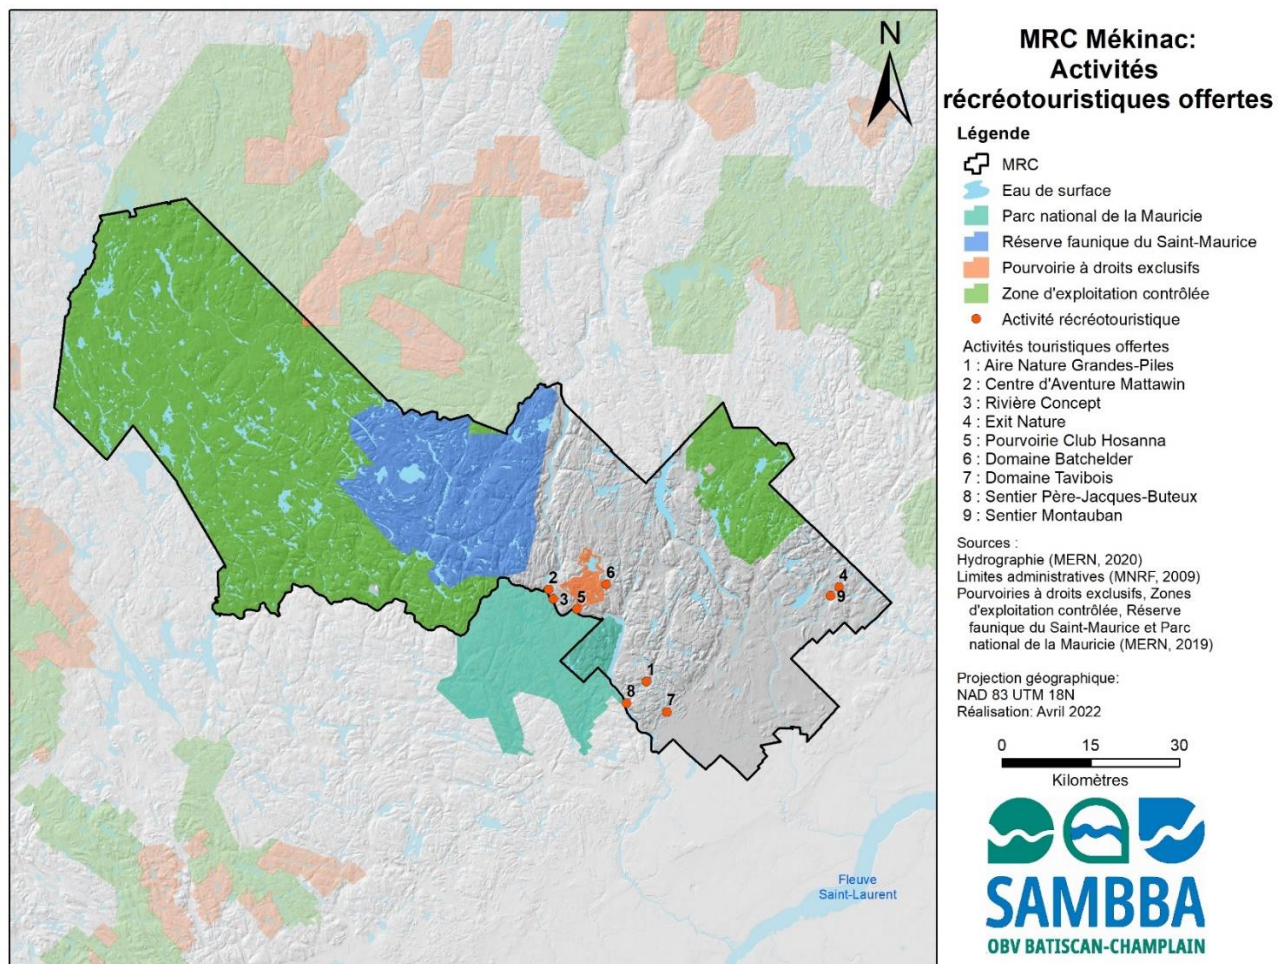 MRC Mékinac:
Activités
récréotouristiques offertes
Légende
MRC
Eau de surface
Parc national de la Mauricie
Réserve faunique du Saint-Maurice
Pourvoirie à droits exclusifs
Zone d'exploitation contrôlée
Activité récréotouristique
Activités touristiques offertes
1 : Aire Nature Grandes-Piles
2 : Centre d'Aventure Mattawin
3 : Rivière Concept
4 : Exit Nature
5 : Pourvoirie Club Hosanna
6 : Domaine Batchelder
7 : Domaine Tavibois
8 : Sentier Père-Jacques-Buteux
9 : Sentier Montauban
Sources :
Hydrographie (MERN, 2020)
Limites administratives (MNRF, 2009)
Pourvoiries à droits exclusifs, Zones
d'exploitation contrôlée, Réserve
faunique du Saint-Maurice et Parc
national de la Mauricie (MERN, 2019)
Projection géographique:
NAD 83 UTM 18N
Réalisation: Avril 2022
0 15 30
Kilomètres
SAMBBA
OBV BATISCAN-CHAMPLAIN
N
2
3
5
6
4
9
1
8
7
Fleuve
Saint-Laurent